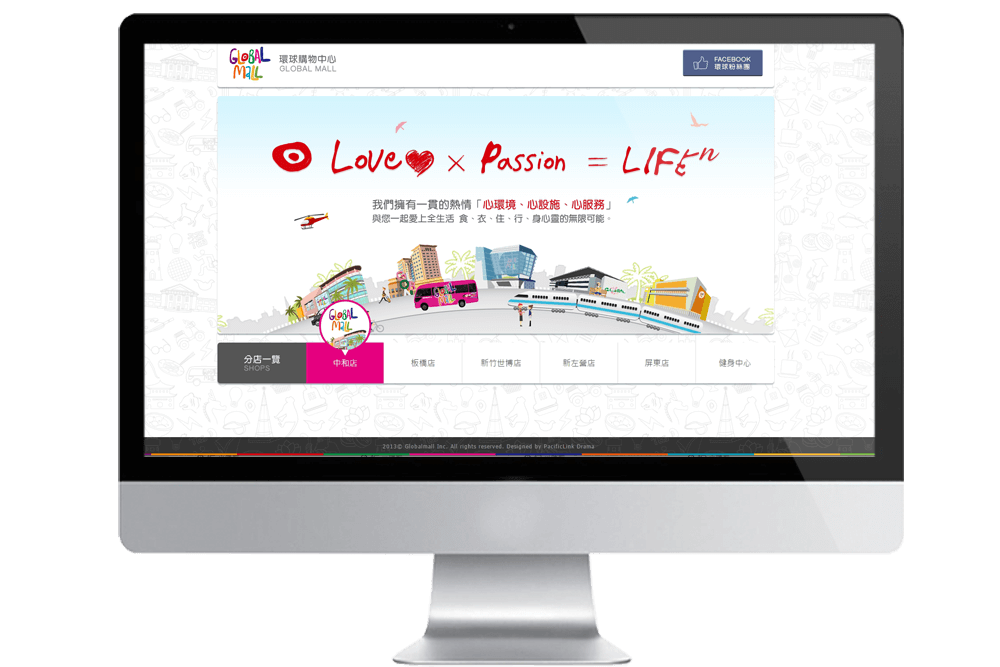 GLOBAL
MALL
環球購物中心
GLOBAL MALL
FACEBOOK
環球粉絲團
Love × Passion = LIFEⁿ
我們擁有一貫的熱情「心環境、心設施、心服務」
與您一起愛上全生活 食、衣、住、行、身心靈的無限可能。
GLOBAL
MALL
GLOBAL
MALL
分店一覽
SHOPS
中和店
板橋店
新竹世博店
新左營店
屏東店
健身中心
2013© Globalmall Inc. All rights reserved. Designed by PacificLink Drama